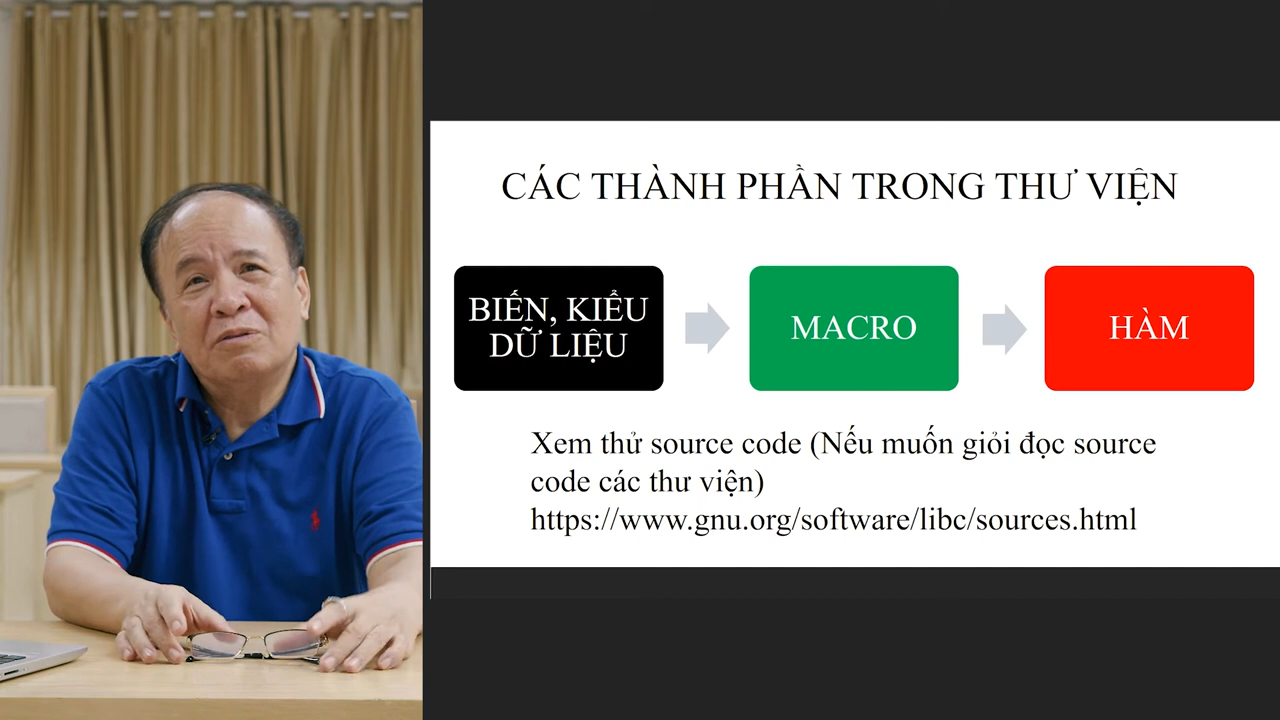 CÁC THÀNH PHẦN TRONG THƯ VIỆN
BIẾN, KIỂU
DỮ LIỆU
MACRO
HÀM
Xem thử source code (Nếu muốn giỏi đọc source
code các thư viện)
https://www.gnu.org/software/libc/sources.html